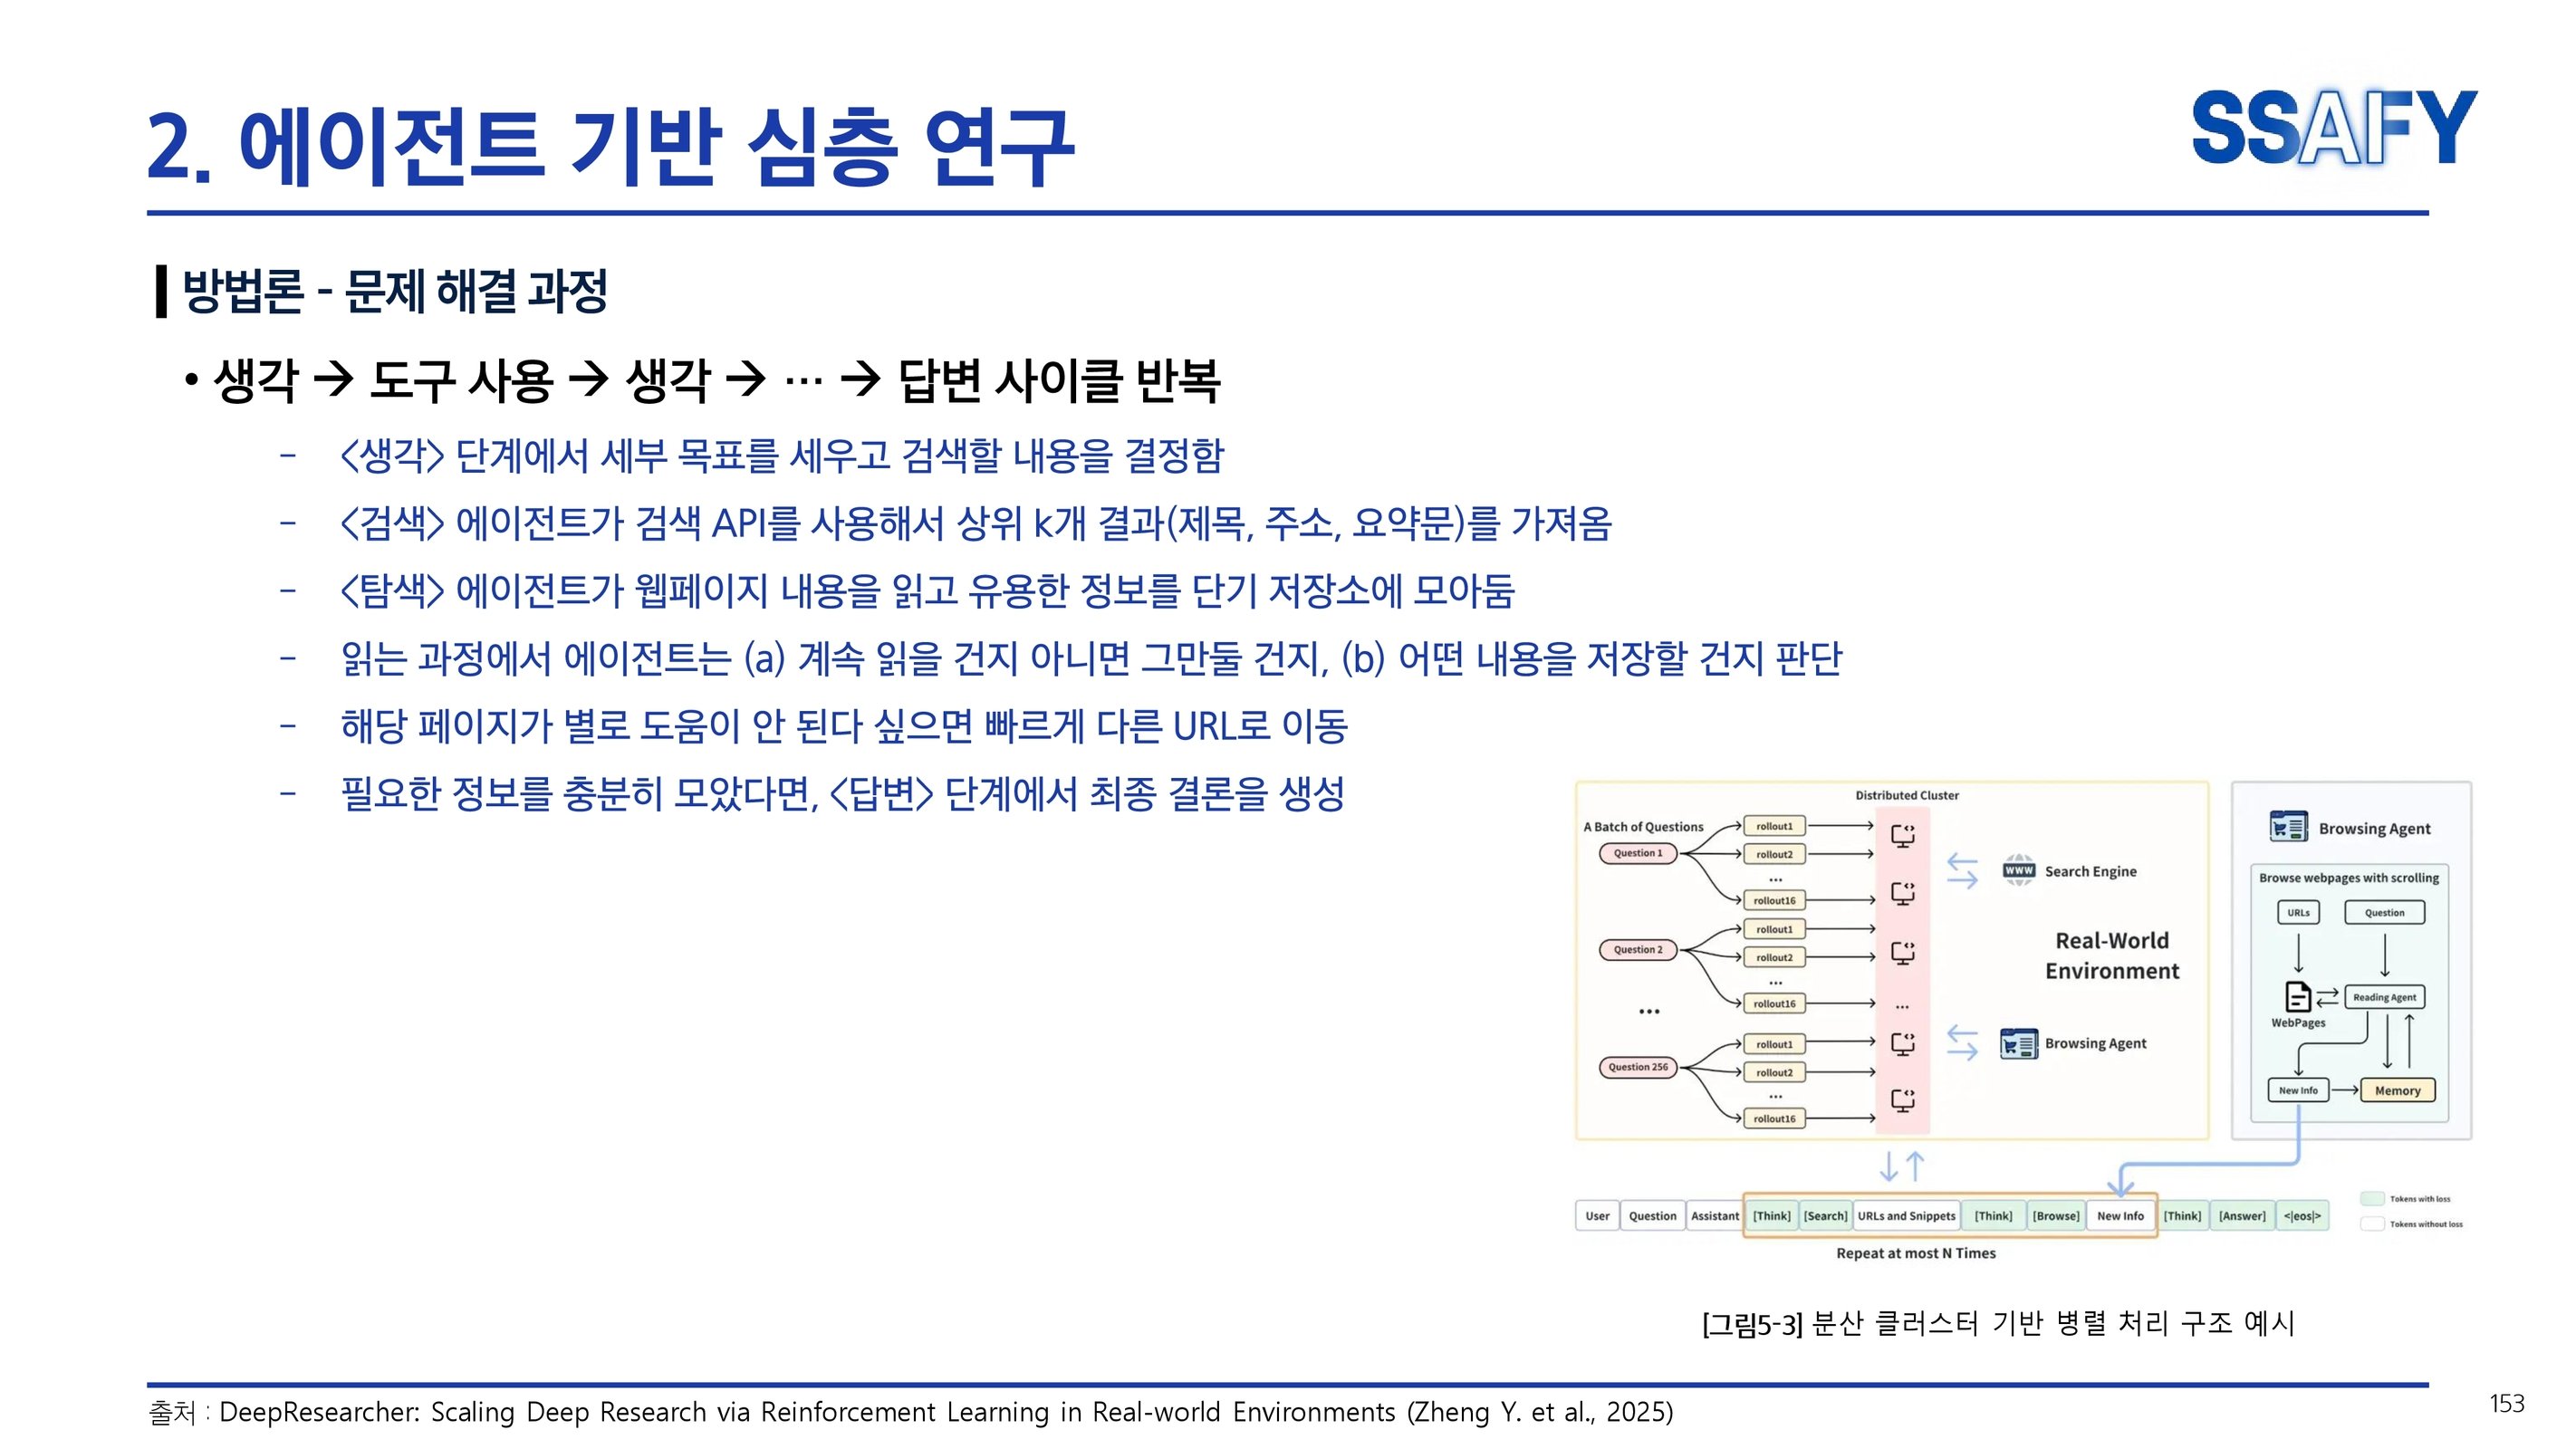 2. 에이전트 기반 심층 연구
SSAFY
방법론 - 문제 해결 과정
• 생각 → 도구 사용 → 생각 → … → 답변 사이클 반복
- <생각> 단계에서 세부 목표를 세우고 검색할 내용을 결정함
- <검색> 에이전트가 검색 API를 사용해서 상위 k개 결과(제목, 주소, 요약문)를 가져옴
- <탐색> 에이전트가 웹페이지 내용을 읽고 유용한 정보를 단기 저장소에 모아둠
- 읽는 과정에서 에이전트는 (a) 계속 읽을 건지 아니면 그만둘 건지, (b) 어떤 내용을 저장할 건지 판단
- 해당 페이지가 별로 도움이 안 된다 싶으면 빠르게 다른 URL로 이동
- 필요한 정보를 충분히 모았다면, <답변> 단계에서 최종 결론을 생성
Distributed Cluster
A Batch of Questions
Question 1
rollout1
rollout2
...
rollout16
Question 2
rollout1
rollout2
...
rollout16
...
Question 256
rollout1
rollout2
...
rollout16
...
WWW
Search Engine
Real-World
Environment
Browsing Agent
Browsing Agent
Browse webpages with scrolling
URLs
Question
WebPages
Reading Agent
New Info
Memory
User Question Assistant [Think] [Search] URLs and Snippets [Think] [Browse] New Info [Think] [Answer] <|eos|>
Tokens with loss
Tokens without loss
Repeat at most N Times
[그림5-3] 분산 클러스터 기반 병렬 처리 구조 예시
출처 : DeepResearcher: Scaling Deep Research via Reinforcement Learning in Real-world Environments (Zheng Y. et al., 2025)
153